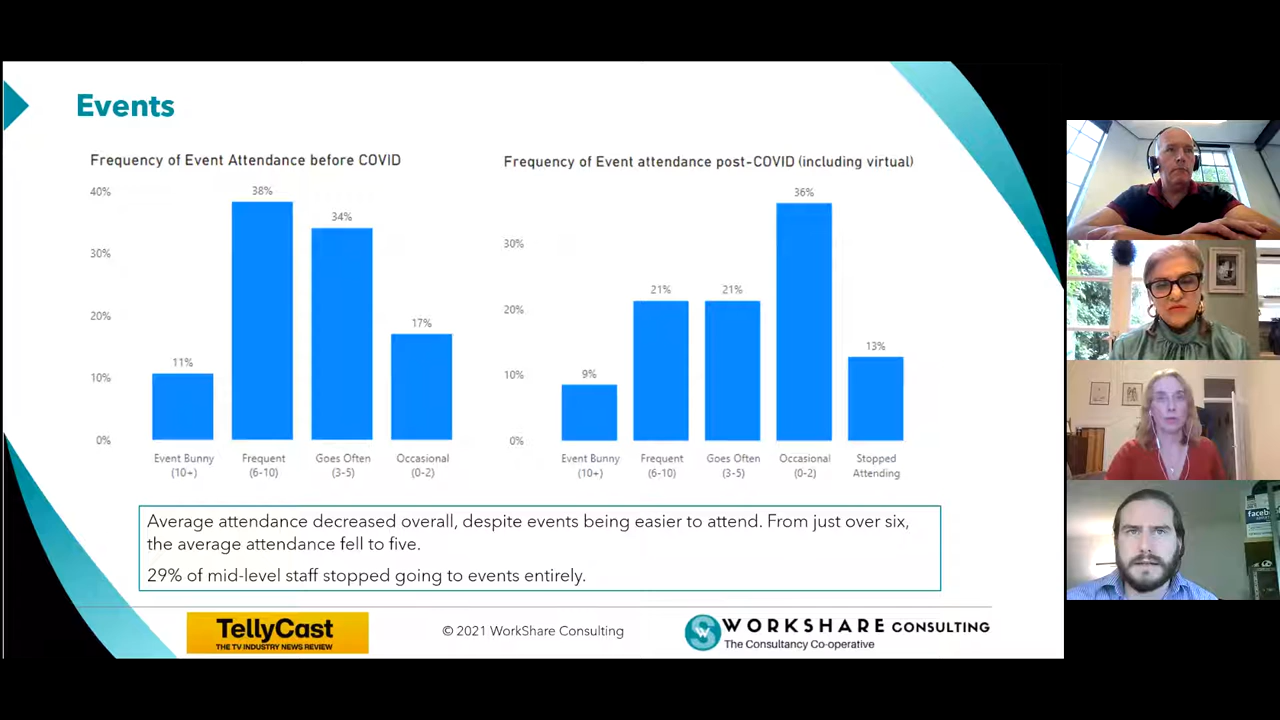 Events
Frequency of Event Attendance before COVID
40%
38%
34%
30%
20%
17%
11%
10%
0%
Event Bunny Frequent Goes Often Occasional
(10+) (6-10) (3-5) (0-2)
Frequency of Event attendance post-COVID (including virtual)
36%
30%
21% 21%
20%
13%
9%
10%
0%
Event Bunny Frequent Goes Often Occasional Stopped
(10+) (6-10) (3-5) (0-2) Attending
Average attendance decreased overall, despite events being easier to attend. From just over six,
the average attendance fell to five.
29% of mid-level staff stopped going to events entirely.
TellyCast
THE TV INDUSTRY NEWS REVIEW
© 2021 WorkShare Consulting
WORKSHARE CONSULTING
The Consultancy Co-operative